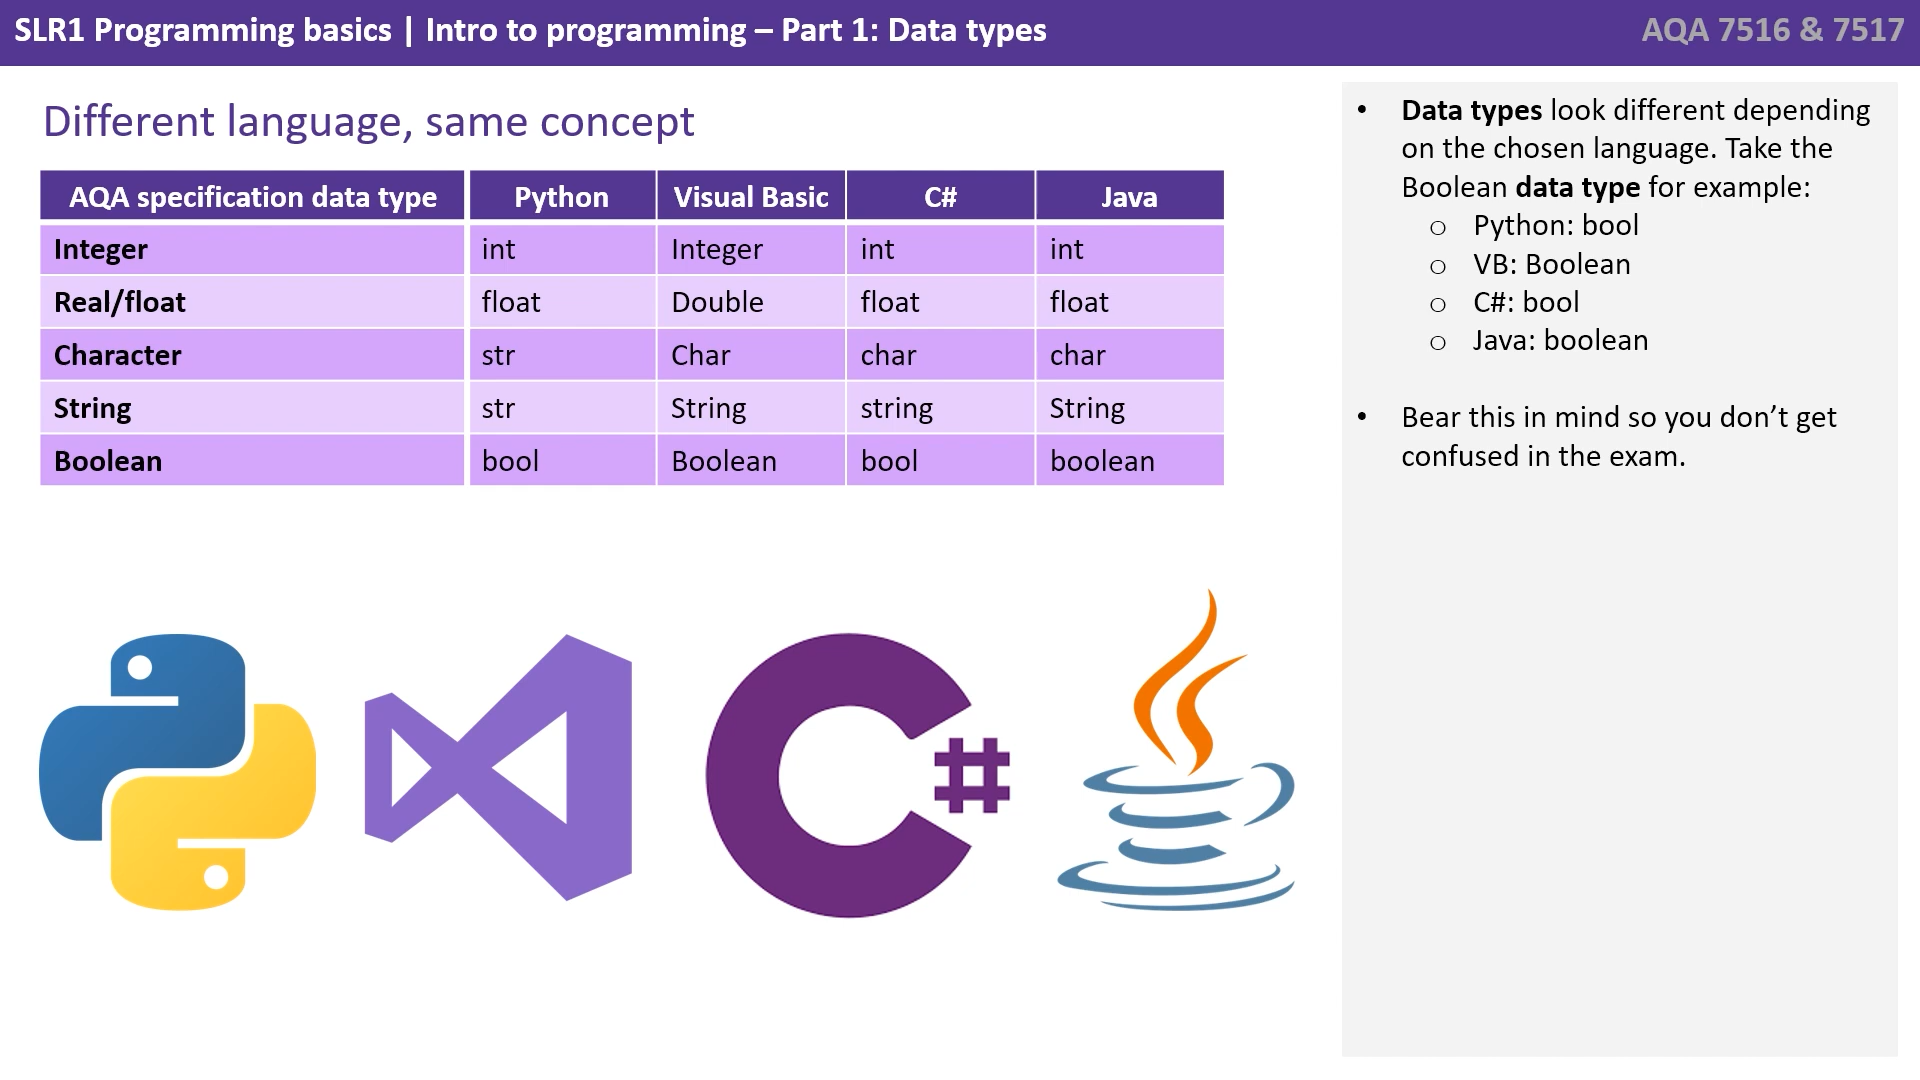 SLR1 Programming basics | Intro to programming – Part 1: Data types
AQA 7516 & 7517
Different language, same concept
AQA specification data type Python Visual Basic C# Java
Integer int Integer int int
Real/float float Double float float
Character str Char char char
String str String string String
Boolean bool Boolean bool boolean
• Data types look different depending
on the chosen language. Take the
Boolean data type for example:
o Python: bool
o VB: Boolean
o C#: bool
o Java: boolean
• Bear this in mind so you don’t get
confused in the exam.
C#